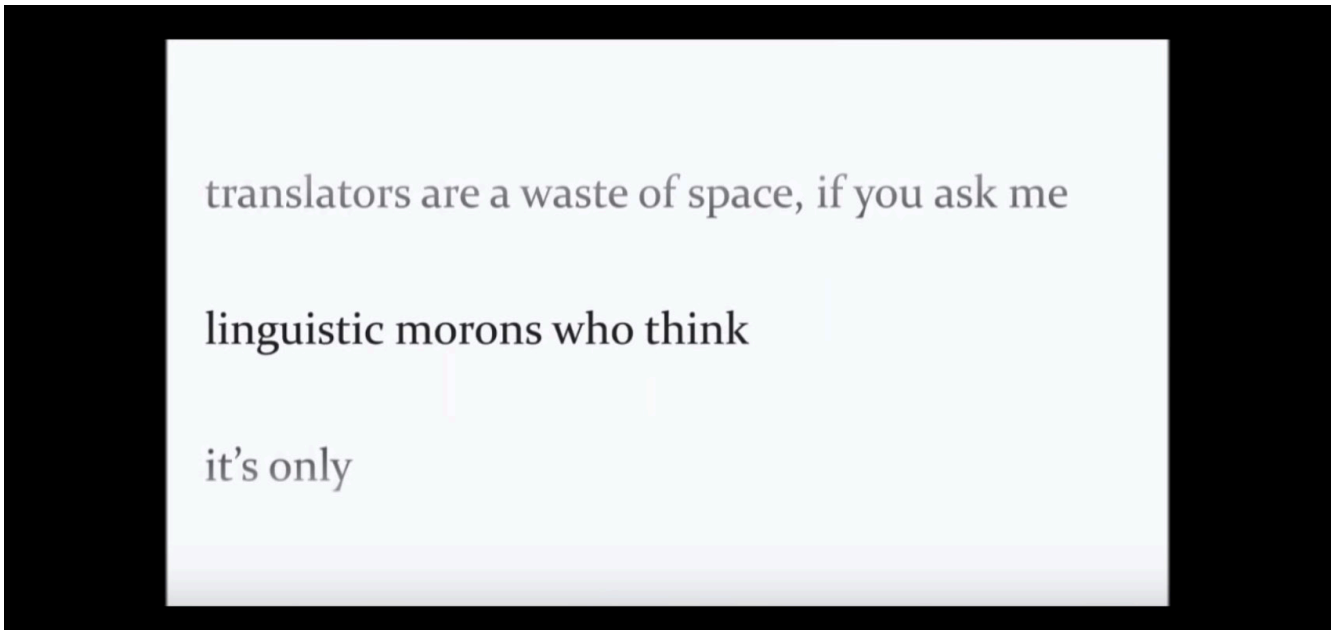 translators are a waste of space, if you ask me
linguistic morons who think
it’s only